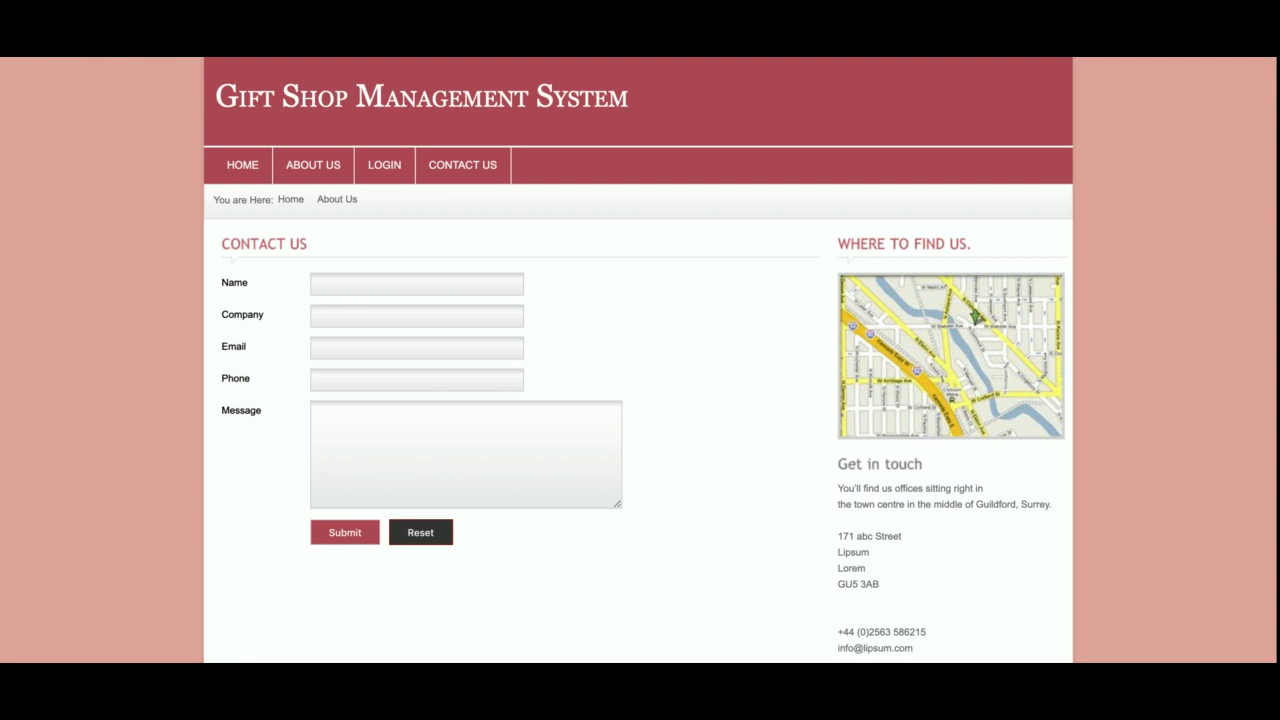 Gift Shop Management System
HOME
ABOUT US
LOGIN
CONTACT US
You are Here: Home About Us
CONTACT US
Name
Company
Email
Phone
Message
Submit
Reset
WHERE TO FIND US.
Get in touch
You'll find us offices sitting right in
the town centre in the middle of Guildford, Surrey.
171 abc Street
Lipsum
Lorem
GU5 3AB
+44 (0)2563 586215
info@lipsum.com